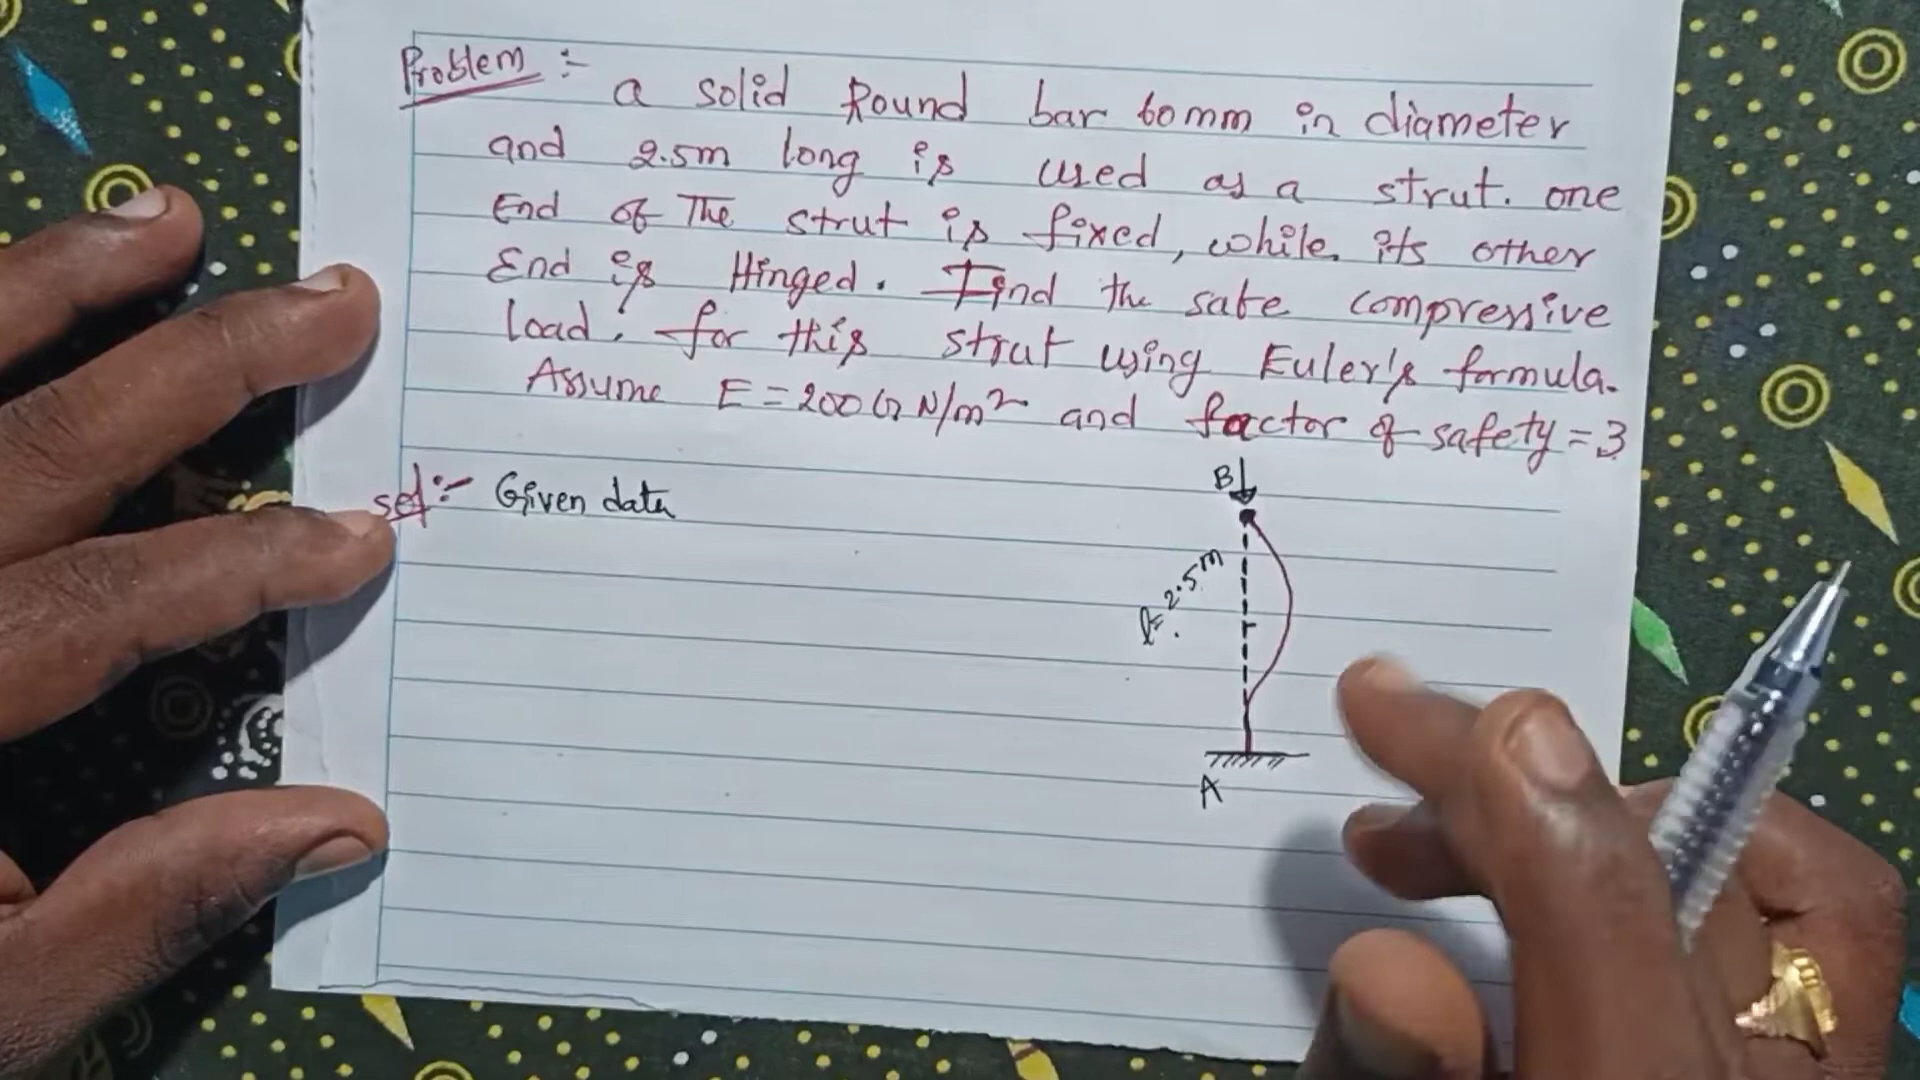 Problem :-
a solid Round bar 60mm in diameter
and 2.5m long is used as a strut. one
End of The strut is fixed, while its other
End is Hinged. Find the safe compressive
load. for this strut using Euler's formula.
Assume E = 200 G N/m² and factor of safety = 3
sol :- Given data
B
l = 2.5m
A